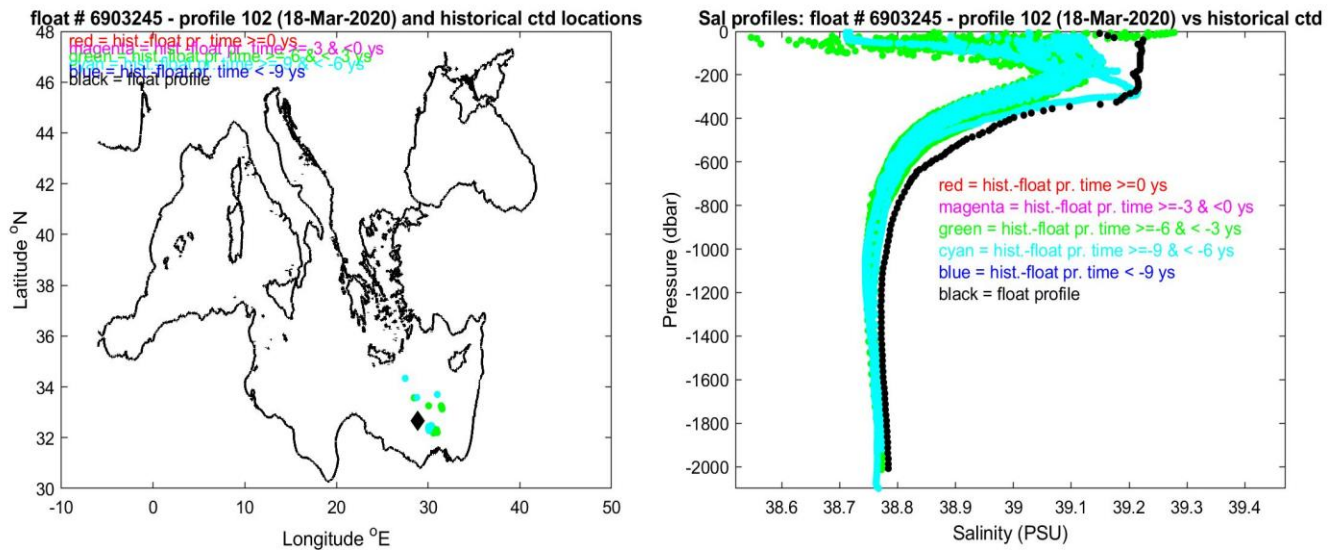 float # 6903245 - profile 102 (18-Mar-2020) and historical ctd locations
red = hist.-float pr. time >=0 ys
magenta = hist.-float pr. time >=-3 & <0 ys
green = hist.-float pr. time >=-6 & < -3 ys
cyan = hist.-float pr. time >=-9 & < -6 ys
blue = hist.-float pr. time < -9 ys
black = float profile
48
46
44
42
40
38
36
34
32
30
Latitude °N
-10
0
10
20
30
40
50
Longitude °E
Sal profiles: float # 6903245 - profile 102 (18-Mar-2020) vs historical ctd
0
-200
-400
-600
-800
-1000
-1200
-1400
-1600
-1800
-2000
Pressure (dbar)
red = hist.-float pr. time >=0 ys
magenta = hist.-float pr. time >=-3 & <0 ys
green = hist.-float pr. time >=-6 & < -3 ys
cyan = hist.-float pr. time >=-9 & < -6 ys
blue = hist.-float pr. time < -9 ys
black = float profile
38.6
38.7
38.8
38.9
39
39.1
39.2
39.3
39.4
Salinity (PSU)